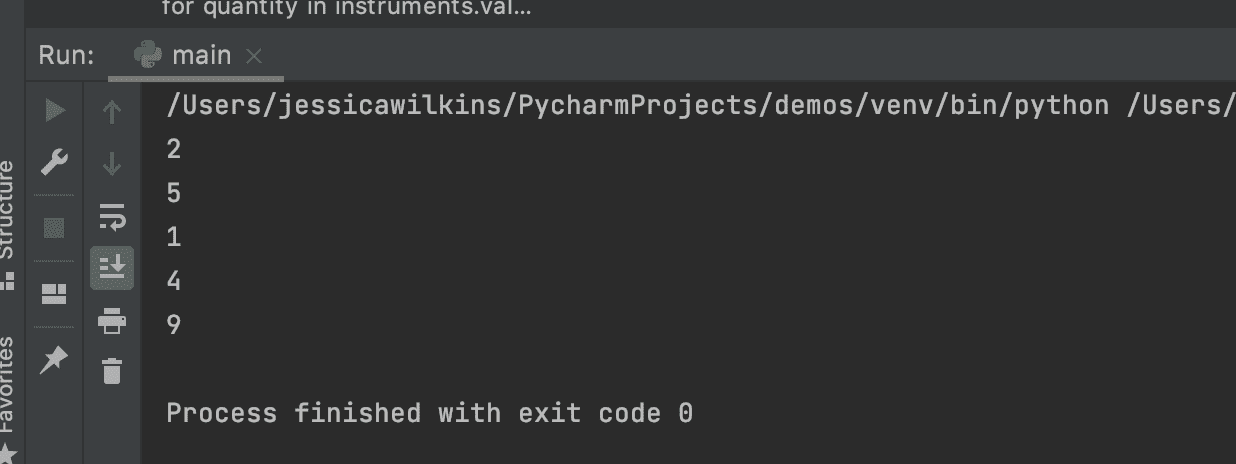 for quantity in instruments.val...
Run: main
/Users/jessicawilkins/PycharmProjects/demos/venv/bin/python /Users/
2
5
1
4
9
Process finished with exit code 0
Structure
Favorites